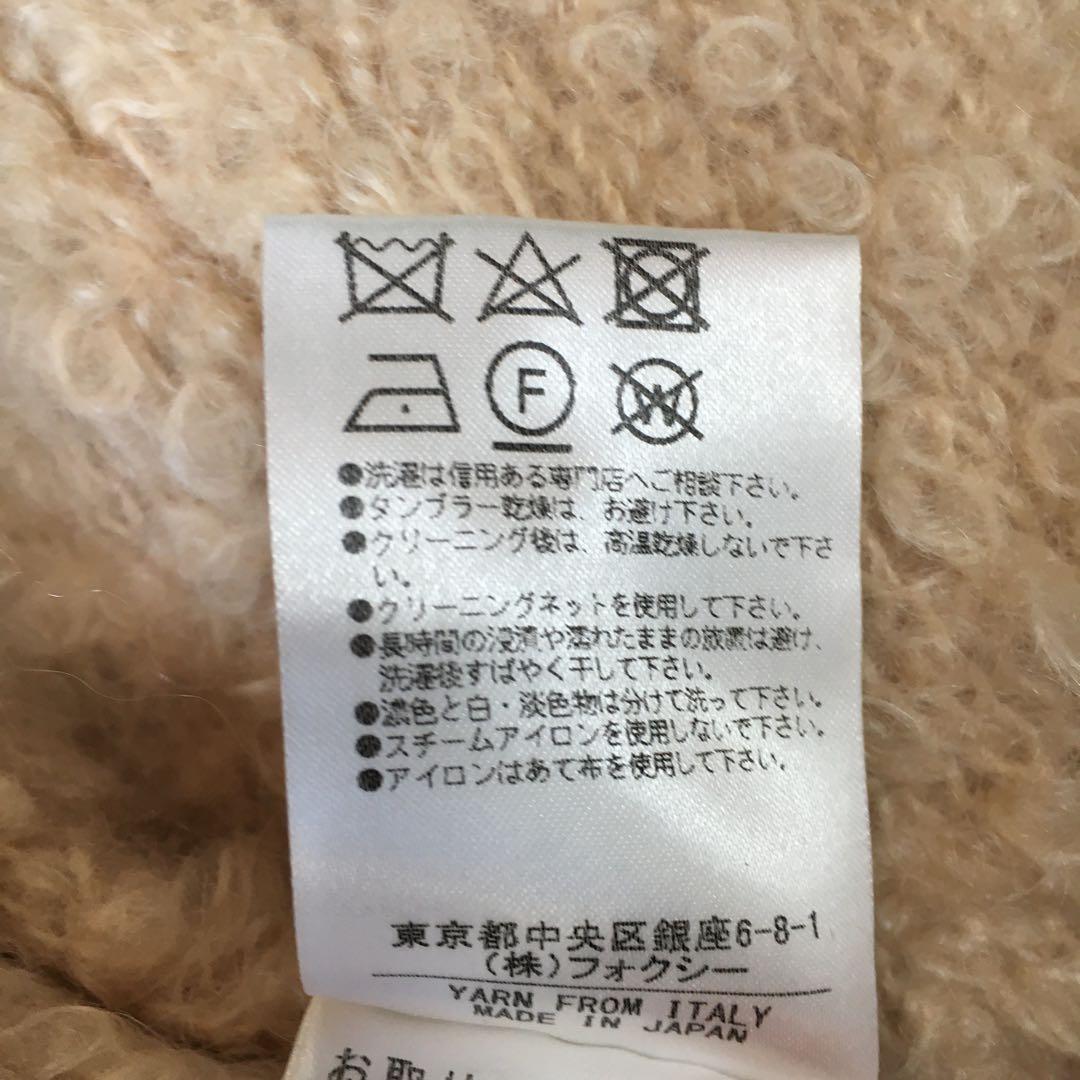 F
W
●洗濯は信用ある専門店へご相談下さい。
●タンブラー乾燥は、お避け下さい。
●クリーニング後は、高温乾燥しないで下さ
い。
●クリーニングネットを使用して下さい。
●長時間の浸漬や濡れたままの放置は避け、
洗濯後すばやく干して下さい。
●濃色と白・淡色物は分けて洗って下さい。
●スチームアイロンを使用しないで下さい。
●アイロンはあて布を使用して下さい。
東京都中央区銀座6-8-1
(株)フォクシー
YARN FROM ITALY
MADE IN JAPAN
お取